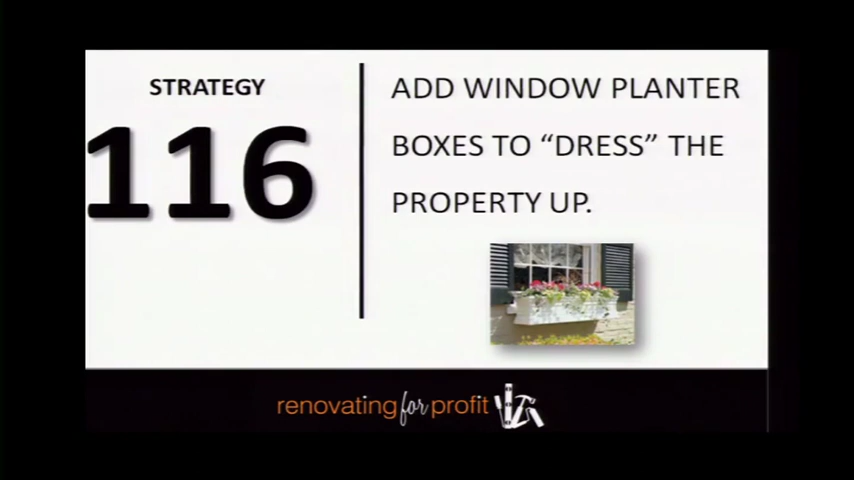 STRATEGY
116
ADD WINDOW PLANTER
BOXES TO “DRESS” THE
PROPERTY UP.
renovating for profit